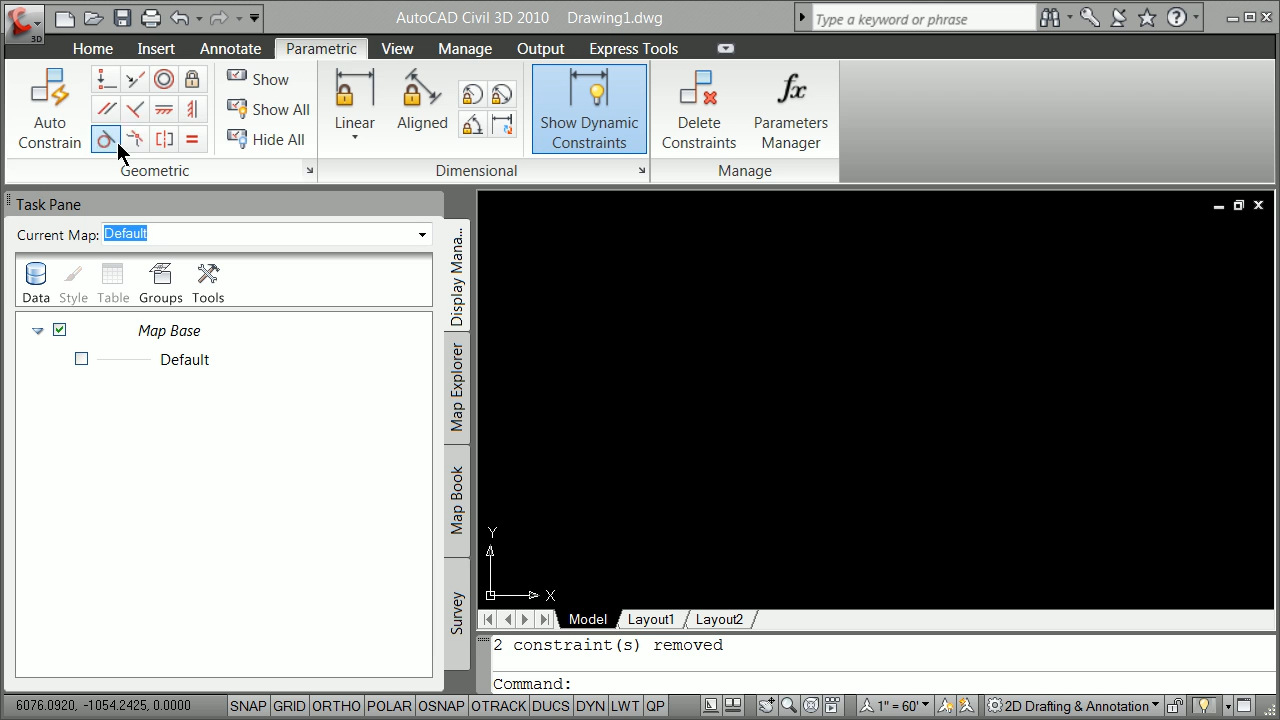 AutoCAD Civil 3D 2010 Drawing1.dwg
Type a keyword or phrase
3D
Home Insert Annotate Parametric View Manage Output Express Tools
Auto Constrain
Show
Show All
Hide All
Geometric
Linear
Aligned
Show Dynamic Constraints
Dimensional
Delete Constraints
fx
Parameters Manager
Manage
Task Pane
Current Map: Default
Data Style Table Groups Tools
Map Base
Default
Display Mana...
Map Explorer
Map Book
Survey
Y
X
Model Layout1 Layout2
2 constraint(s) removed
Command:
6076.0920, -1054.2425, 0.0000
SNAP GRID ORTHO POLAR OSNAP OTRACK DUCS DYN LWT QP
1" = 60'
2D Drafting & Annotation